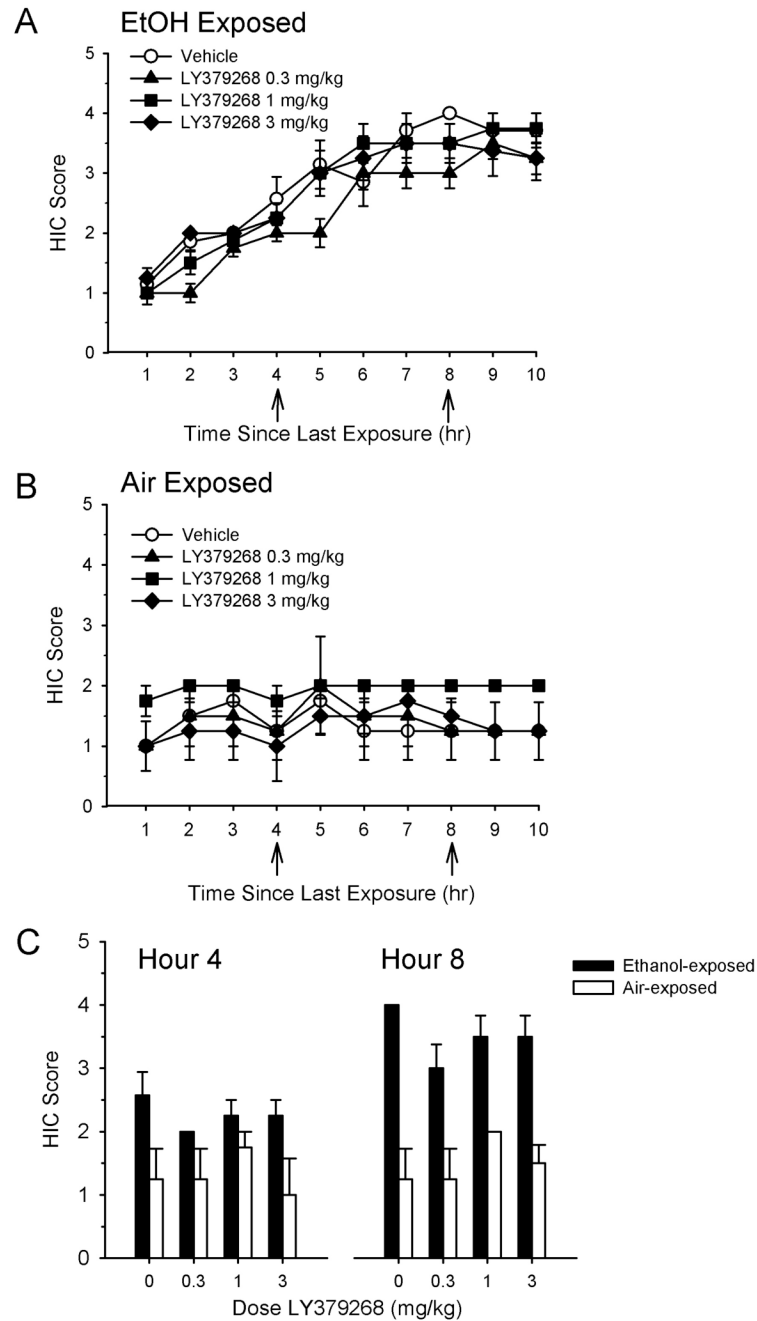 A
EtOH Exposed
Vehicle
LY379268 0.3 mg/kg
LY379268 1 mg/kg
LY379268 3 mg/kg
HIC Score
5
4
3
2
1
0
1 2 3 4 5 6 7 8 9 10
Time Since Last Exposure (hr)
B
Air Exposed
Vehicle
LY379268 0.3 mg/kg
LY379268 1 mg/kg
LY379268 3 mg/kg
HIC Score
5
4
3
2
1
0
1 2 3 4 5 6 7 8 9 10
Time Since Last Exposure (hr)
C
Hour 4 Hour 8
Ethanol-exposed
Air-exposed
HIC Score
5
4
3
2
1
0
0 0.3 1 3 0 0.3 1 3
Dose LY379268 (mg/kg)